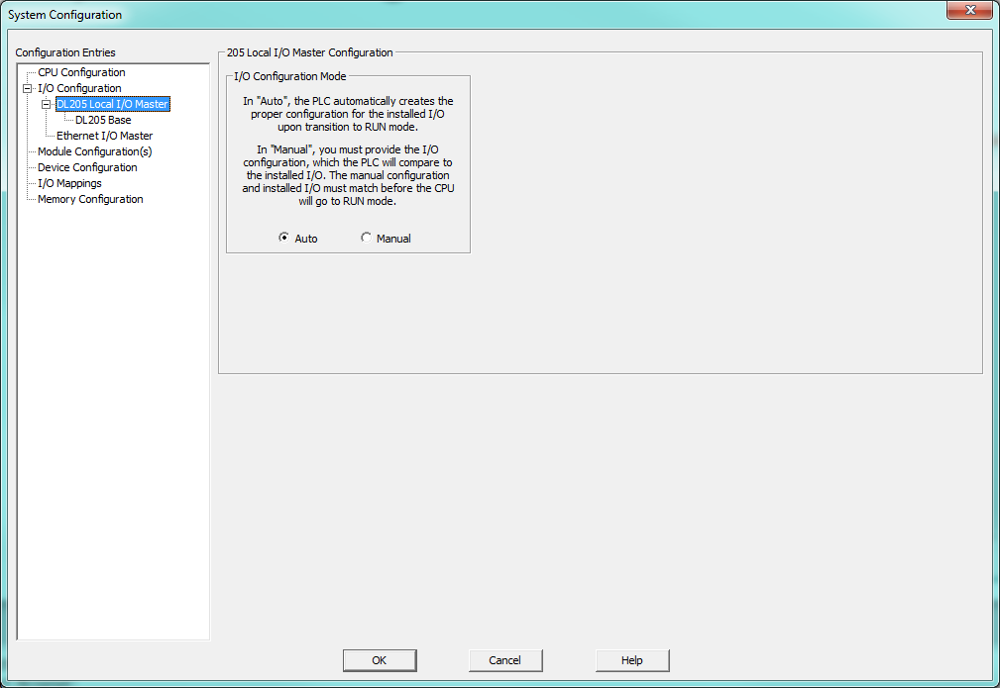 System Configuration
Configuration Entries
CPU Configuration
I/O Configuration
DL205 Local I/O Master
DL205 Base
Ethernet I/O Master
Module Configuration(s)
Device Configuration
I/O Mappings
Memory Configuration
205 Local I/O Master Configuration
I/O Configuration Mode
In "Auto", the PLC automatically creates the
proper configuration for the installed I/O
upon transition to RUN mode.
In "Manual", you must provide the I/O
configuration, which the PLC will compare to
the installed I/O. The manual configuration
and installed I/O must match before the CPU
will go to RUN mode.
Auto Manual
OK Cancel Help